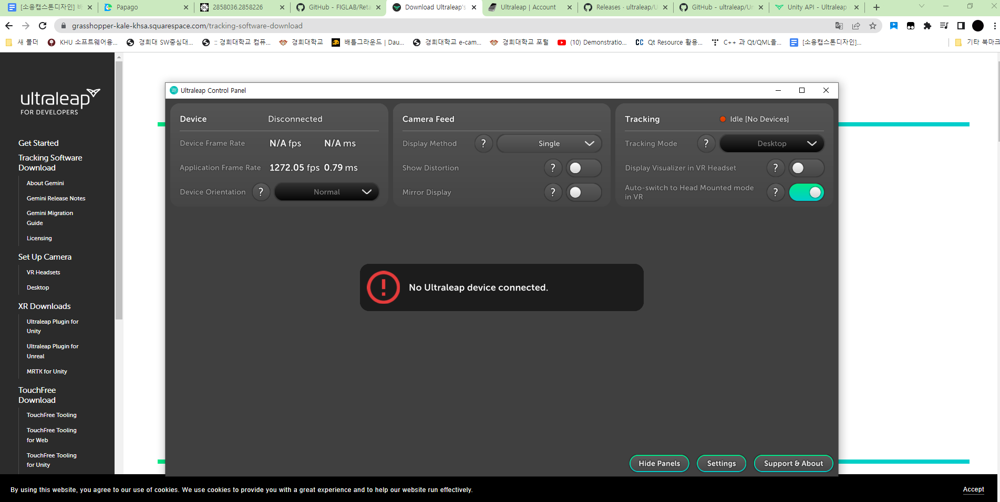 [소융캡스톤디자인] 바
Papago
2858036.2858226
GitHub - FIGLAB/Reta
Download Ultraleap's
Ultraleap | Account
Releases · ultraleap/U
GitHub - ultraleap/Un
Unity API - Ultraleap
grasshopper-kale-khsa.squarespace.com/tracking-software-download
새 폴더
KHU 소프트웨어융...
경희대 SW중심대...
:: 경희대학교 컴퓨...
경희대학교
배틀그라운드 | Dau...
경희대학교 e-cam...
경희대학교 포털
(10) Demonstratio...
CC Qt Resource 활용...
C++ 과 Qt/QML을...
[소융캡스톤디자인]...
기타 북마크
ultraleap
FOR DEVELOPERS
Get Started
Tracking Software
Download
About Gemini
Gemini Release Notes
Gemini Migration
Guide
Licensing
Set Up Camera
VR Headsets
Desktop
XR Downloads
Ultraleap Plugin for
Unity
Ultraleap Plugin for
Unreal
MRTK for Unity
TouchFree
Download
TouchFree Tooling
TouchFree Tooling
for Web
TouchFree Tooling
for Unity
Ultraleap Control Panel
Device Disconnected
Device Frame Rate N/A fps N/A ms
Application Frame Rate 1272.05 fps 0.79 ms
Device Orientation ? Normal
Camera Feed
Display Method ? Single
Show Distortion ?
Mirror Display ?
Tracking Idle [No Devices]
Tracking Mode ? Desktop
Display Visualizer in VR Headset ?
Auto-switch to Head Mounted mode
in VR ?
No Ultraleap device connected.
Hide Panels
Settings
Support & About
By using this website, you agree to our use of cookies. We use cookies to provide you with a great experience and to help our website run effectively.
Accept